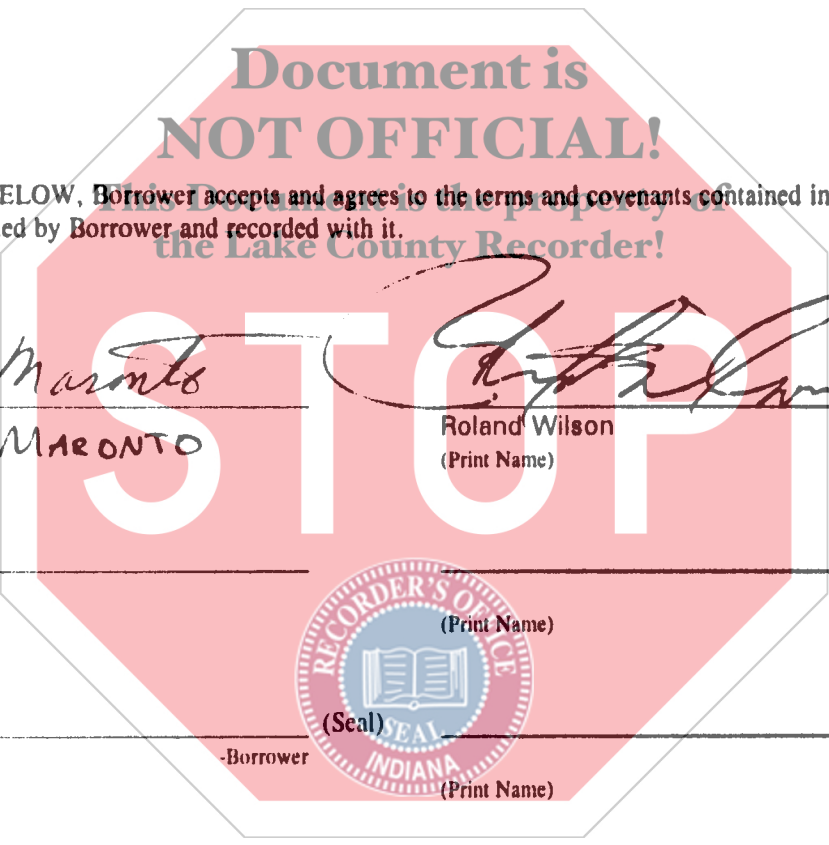 Document is
NOT OFFICIAL!
This Document is the property of
the Lake County Recorder!
ELOW, Borrower accepts and agrees to the terms and covenants contained in
ed by Borrower and recorded with it.
STOP
Maronto
MARONTO
Roland Wilson
(Print Name)
(Print Name)
(Seal)
-Borrower
(Print Name)
RECORDER'S OFFICE
SEAL
INDIANA